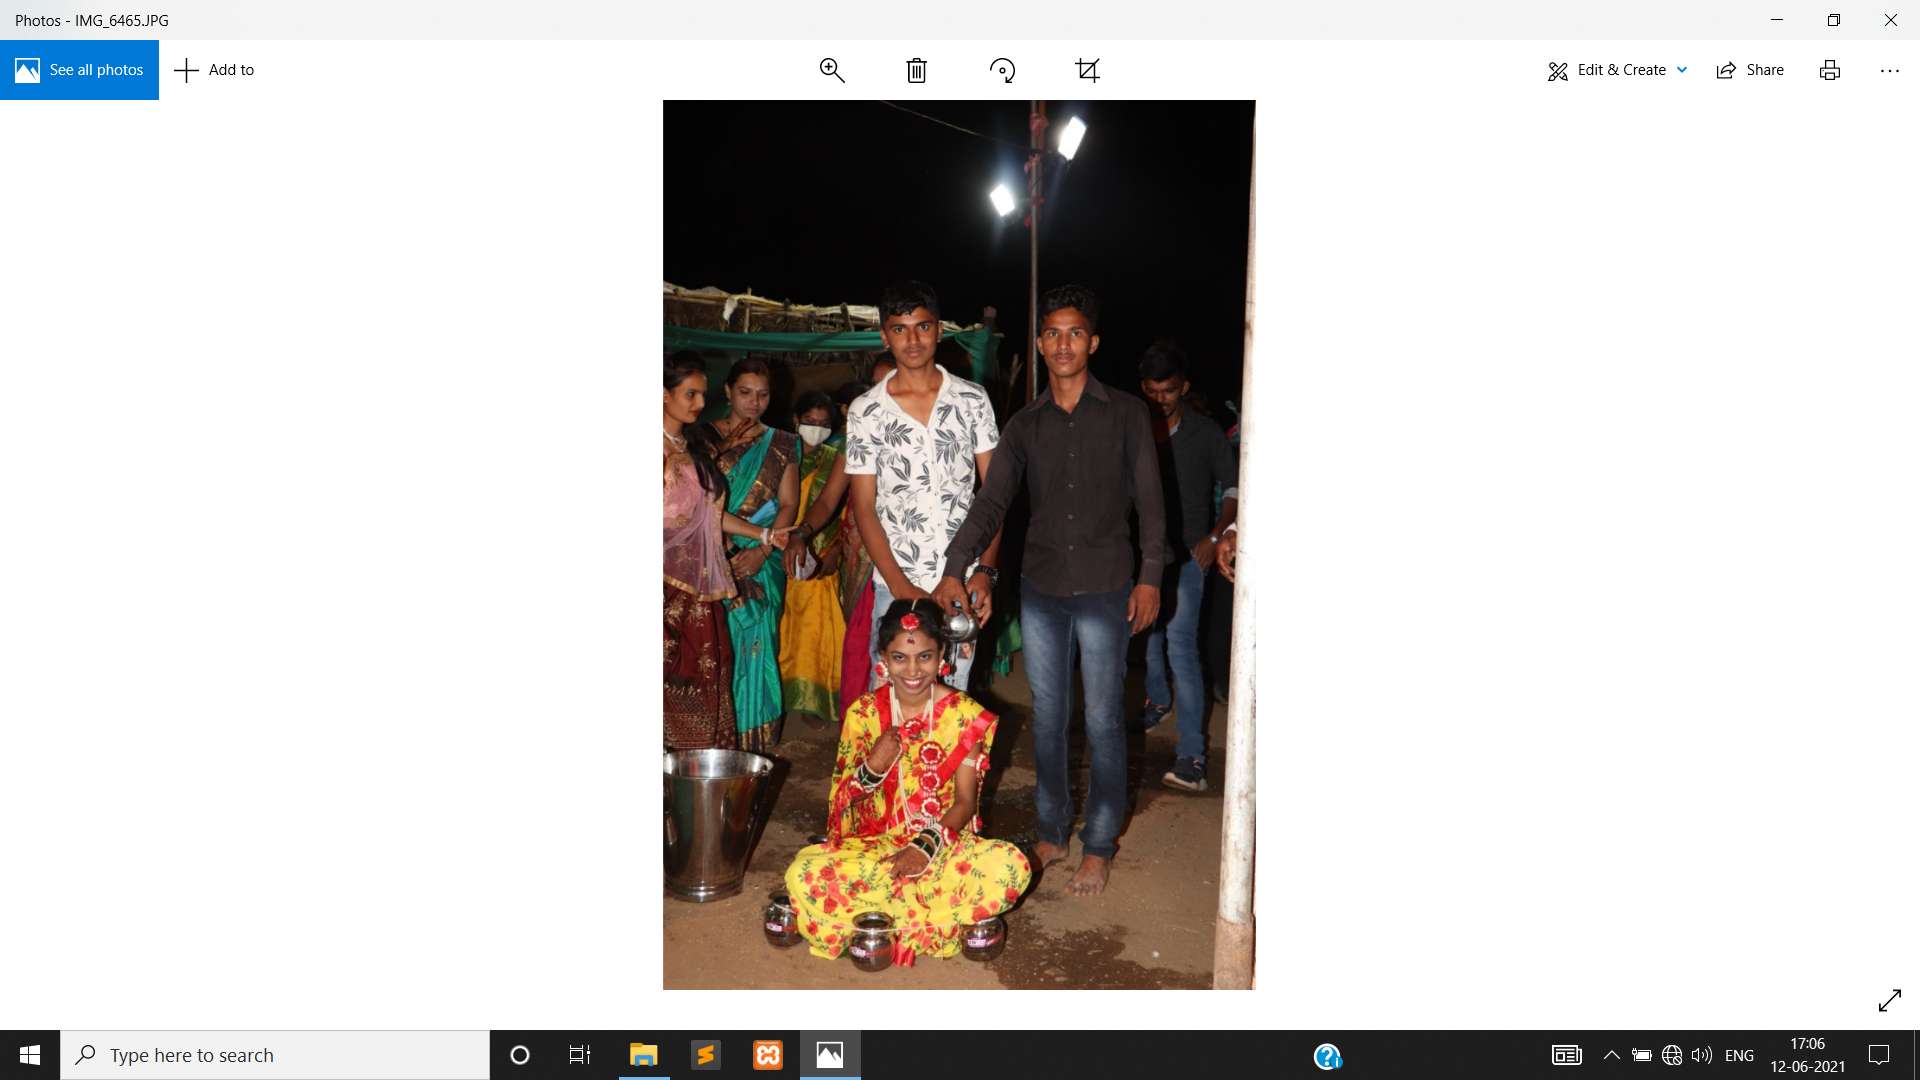 Photos - IMG_6465.JPG
See all photos
Add to
Edit & Create
Share
Type here to search
ENG
17:06
12-06-2021